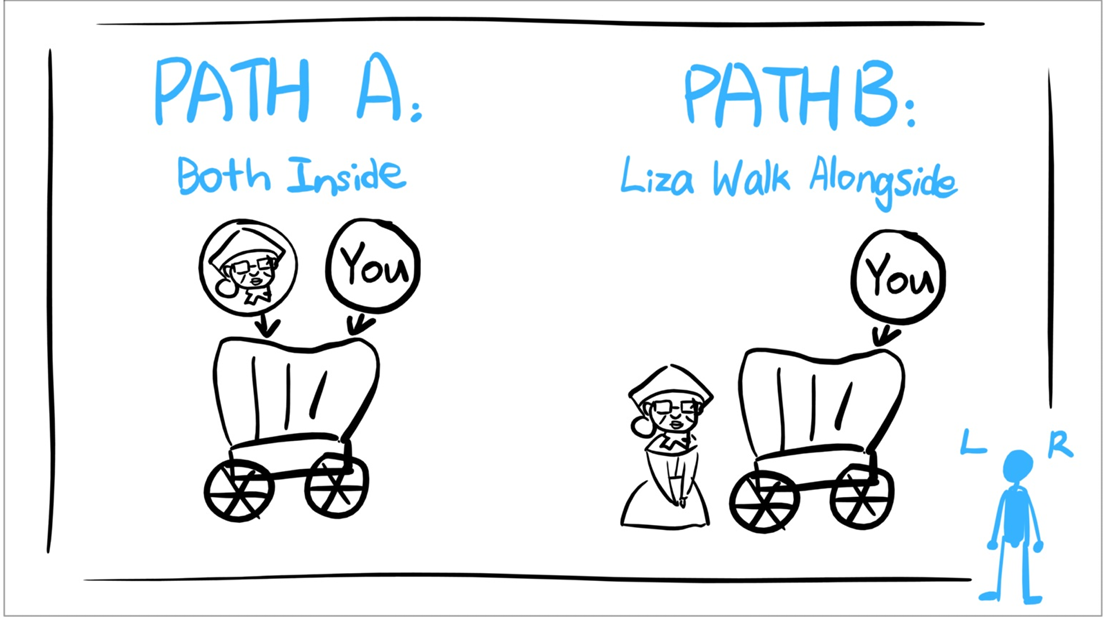 PATH A:
Both Inside
You
PATH B:
Liza Walk Alongside
You
L R